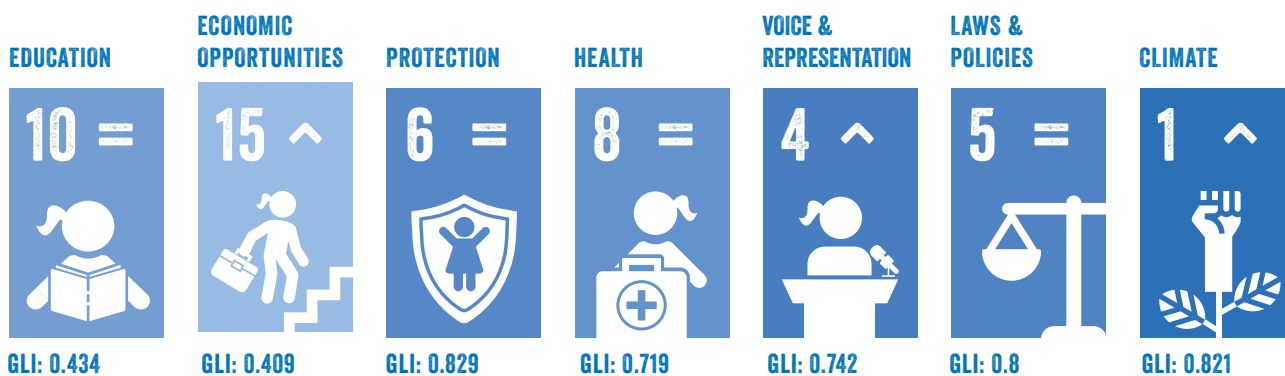 EDUCATION
10 =
GLI: 0.434
ECONOMIC
OPPORTUNITIES
15 ^
GLI: 0.409
PROTECTION
6 =
GLI: 0.829
HEALTH
8 =
GLI: 0.719
VOICE &
REPRESENTATION
4 ^
GLI: 0.742
LAWS &
POLICIES
5 =
GLI: 0.8
CLIMATE
1 ^
GLI: 0.821